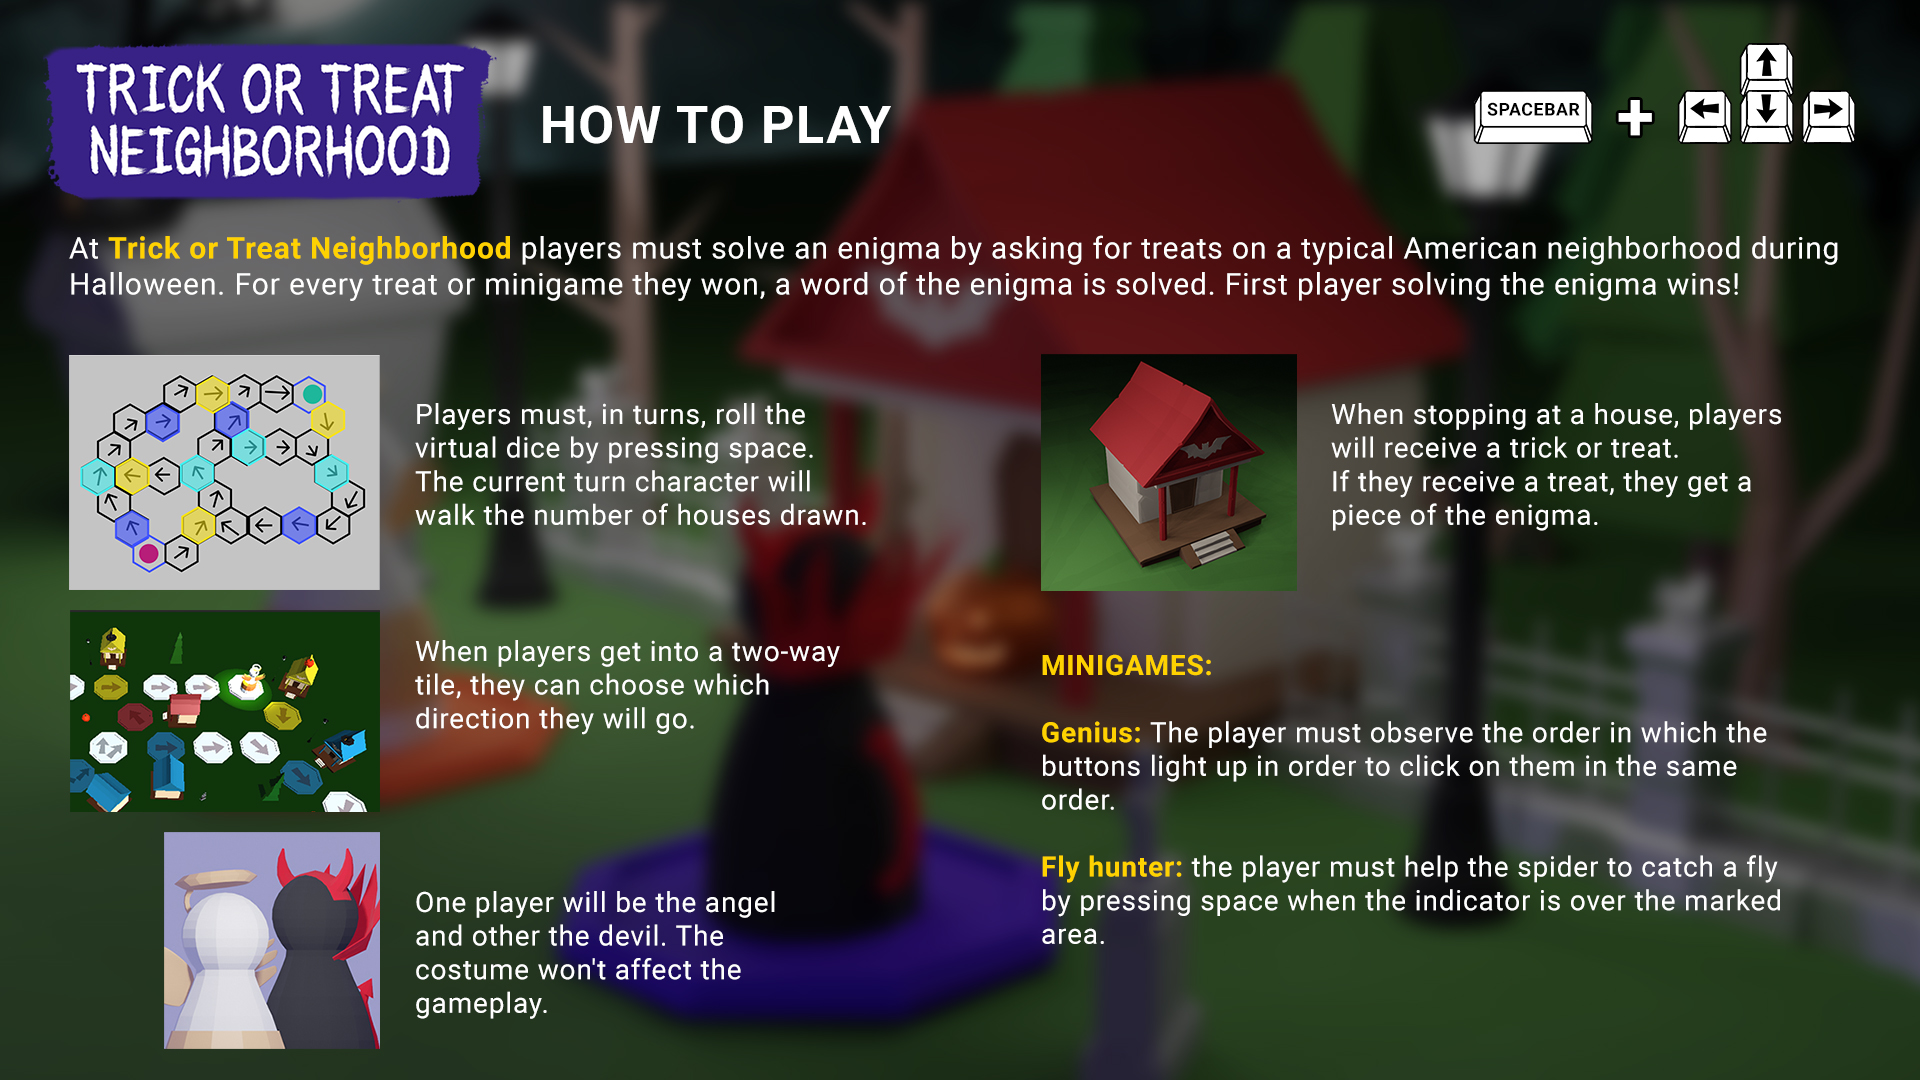 TRICK OR TREAT
NEIGHBORHOOD
HOW TO PLAY
SPACEBAR
At Trick or Treat Neighborhood players must solve an enigma by asking for treats on a typical American neighborhood during
Halloween. For every treat or minigame they won, a word of the enigma is solved. First player solving the enigma wins!
Players must, in turns, roll the
virtual dice by pressing space.
The current turn character will
walk the number of houses drawn.
When players get into a two-way
tile, they can choose which
direction they will go.
One player will be the angel
and other the devil. The
costume won't affect the
gameplay.
When stopping at a house, players
will receive a trick or treat.
If they receive a treat, they get a
piece of the enigma.
MINIGAMES:
Genius: The player must observe the order in which the
buttons light up in order to click on them in the same
order.
Fly hunter: the player must help the spider to catch a fly
by pressing space when the indicator is over the marked
area.